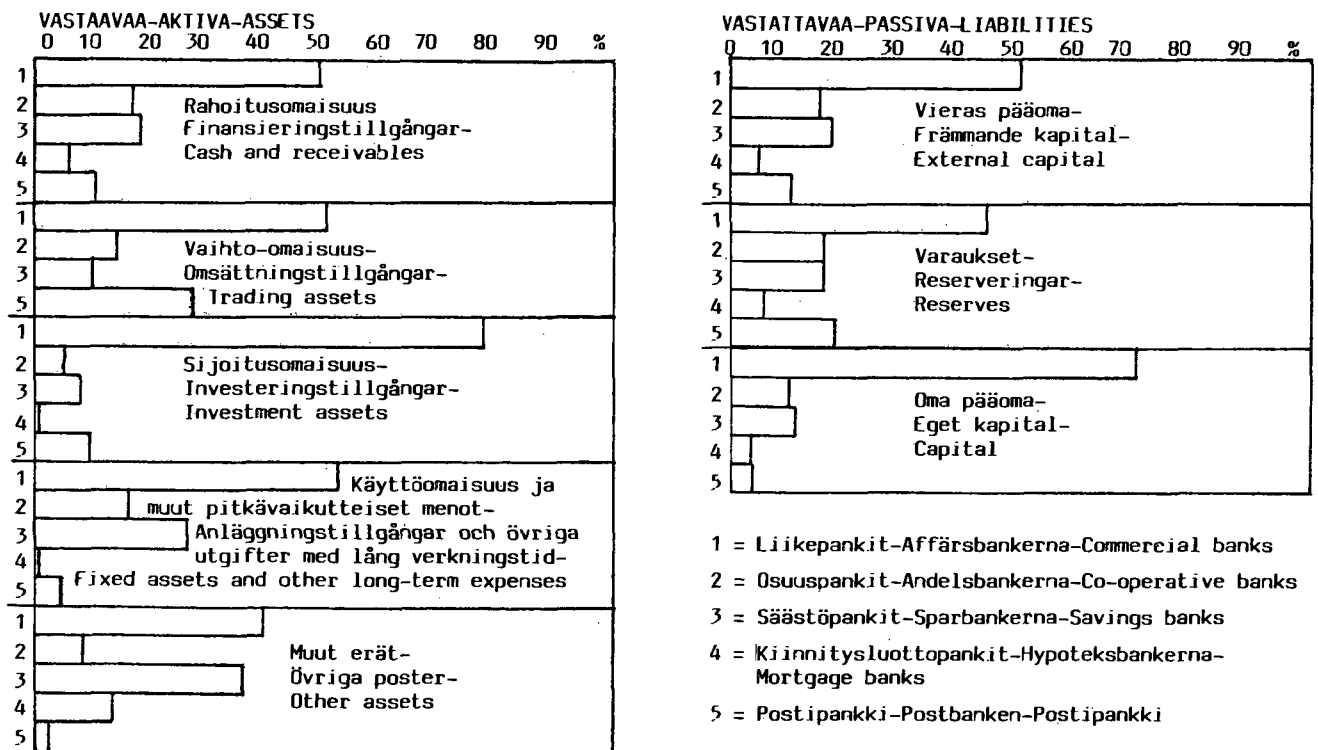 VASTAAVAA-AKTIVA-ASSETS
0 10 20 30 40 50 60 70 80 90 %
1
2 Rahoitusomaisuus
3 Finansieringstillgångar-
4 Cash and receivables
5
1
2 Vaihto-omaisuus-
3 Omsättningstillgångar-
5 Trading assets
1
2 Sijoitusomaisuus-
3 Investeringstillgångar-
4 Investment assets
5
1 Käyttöomaisuus ja
2 muut pitkävaikutteiset menot-
3 Anläggningstillgångar och övriga
4 utgifter med lång verkningstid-
5 Fixed assets and other long-term expenses
1
2 Muut erät-
3 Övriga poster-
4 Other assets
5
VASTATTAVAA-PASSIVA-LIABILITIES
0 10 20 30 40 50 60 70 80 90 %
1
2 Vieras pääoma-
3 Främmande kapital-
4 External capital
5
1
2 Varaukset-
3 Reserveringar-
4 Reserves
5
1
2 Oma pääoma-
3 Eget kapital-
4 Capital
5
1 = Liikepankit-Affärsbankerna-Commercial banks
2 = Osuuspankit-Andelsbankerna-Co-operative banks
3 = Säästöpankit-Sparbankerna-Savings banks
4 = Kiinnitysluottopankit-Hypoteksbankerna-
Mortgage banks
5 = Postipankki-Postbanken-Postipankki